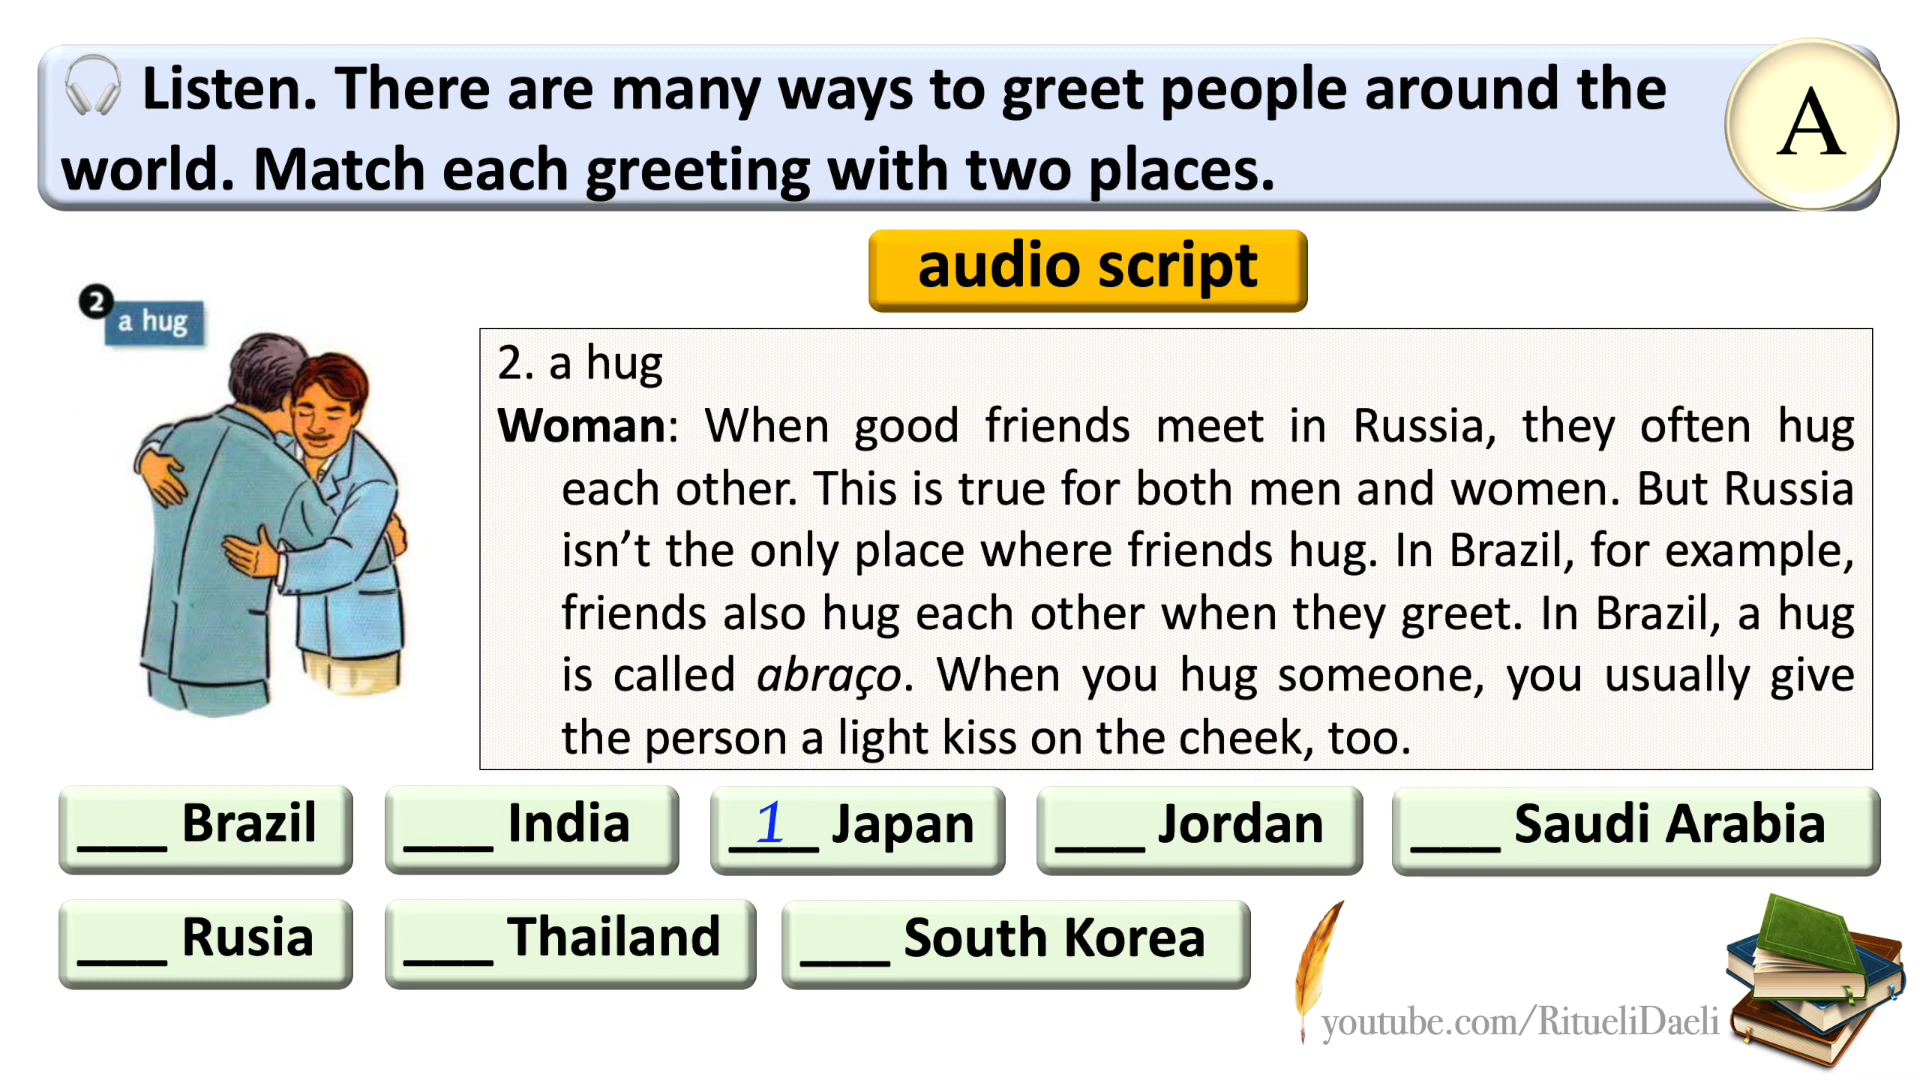 Listen. There are many ways to greet people around the
world. Match each greeting with two places.
A
audio script
2
a hug
2. a hug
Woman: When good friends meet in Russia, they often hug
each other. This is true for both men and women. But Russia
isn’t the only place where friends hug. In Brazil, for example,
friends also hug each other when they greet. In Brazil, a hug
is called abraço. When you hug someone, you usually give
the person a light kiss on the cheek, too.
___ Brazil
___ India
1 Japan
___ Jordan
___ Saudi Arabia
___ Rusia
___ Thailand
___ South Korea
youtube.com/RitueliDaeli